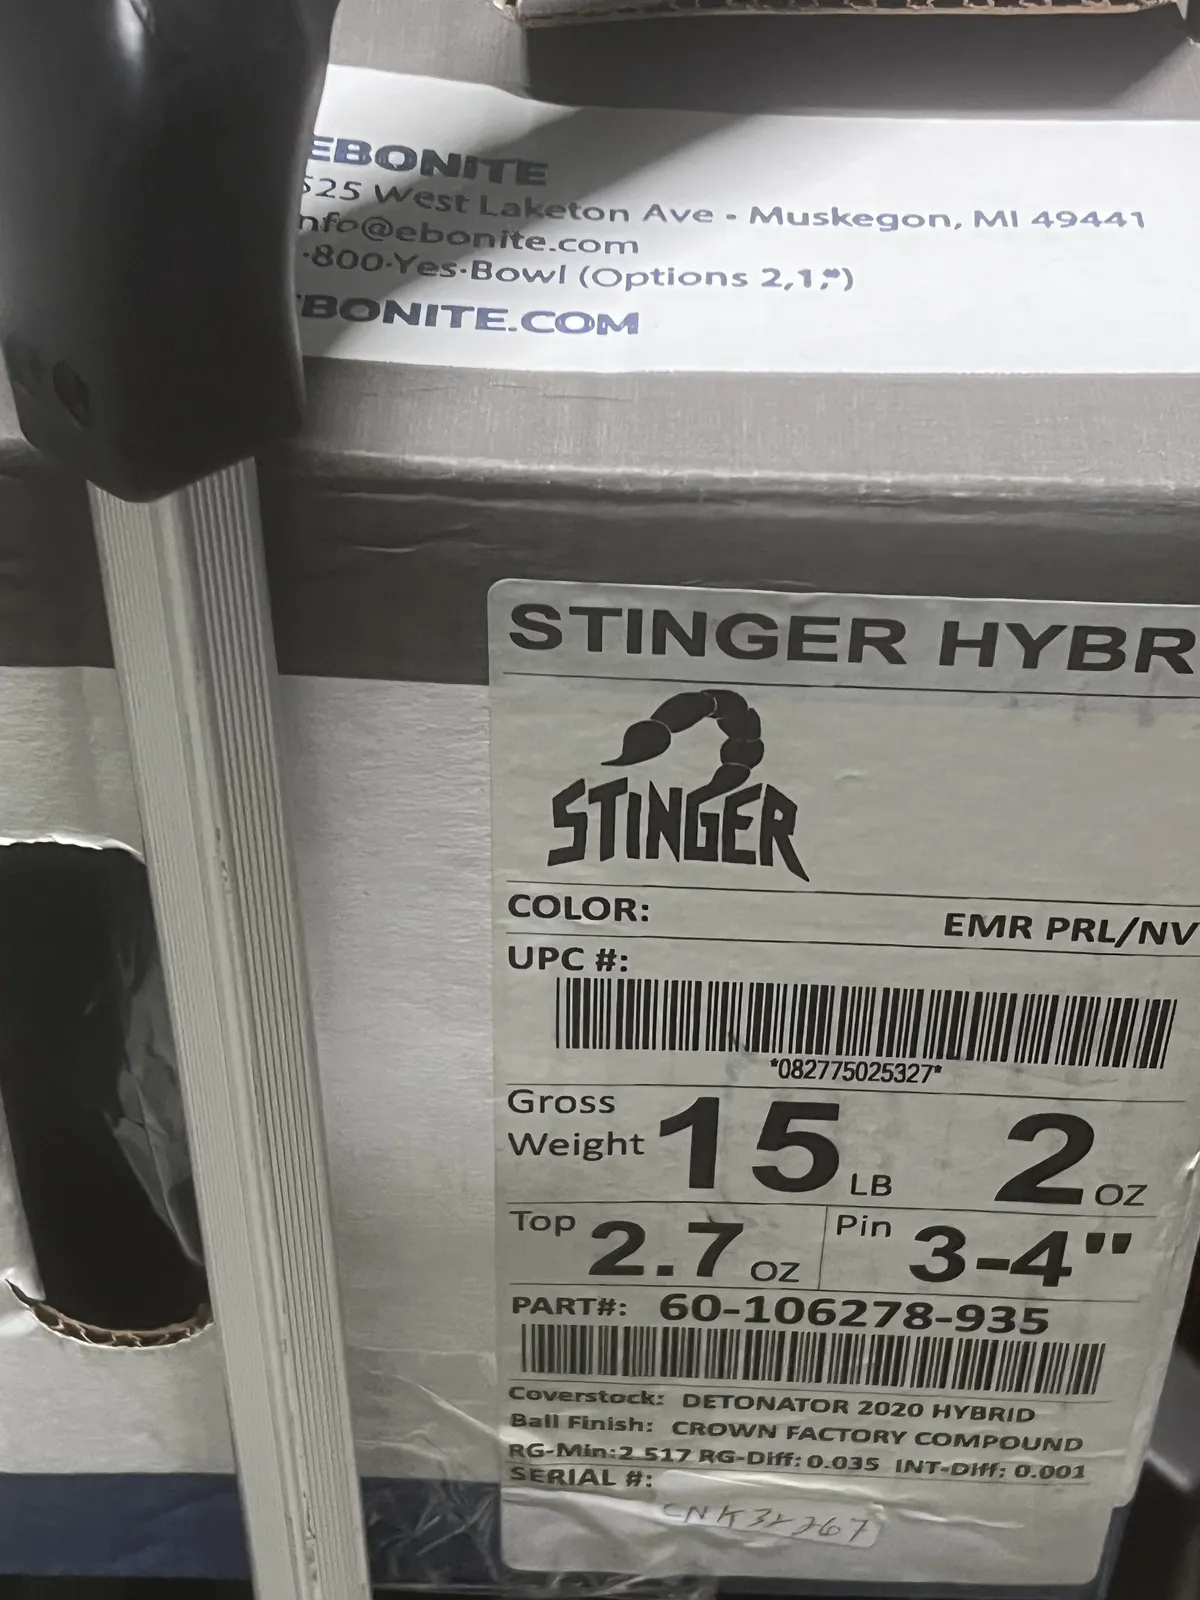 EBONITE
525 West Laketon Ave - Muskegon, MI 49441
nfo@ebonite.com
-800-Yes-Bowl (Options 2,1,*)
EBONITE.COM
STINGER HYBR
STINGER
COLOR: EMR PRL/NV
UPC #:
*082775025327*
Gross Weight 15 LB 2 OZ
Top 2.7 OZ Pin 3-4"
PART#: 60-106278-935
Coverstock: DETONATOR 2020 HYBRID
Ball Finish: CROWN FACTORY COMPOUND
RG-Min:2.517 RG-Diff: 0.035 INT-Diff: 0.001
SERIAL #: